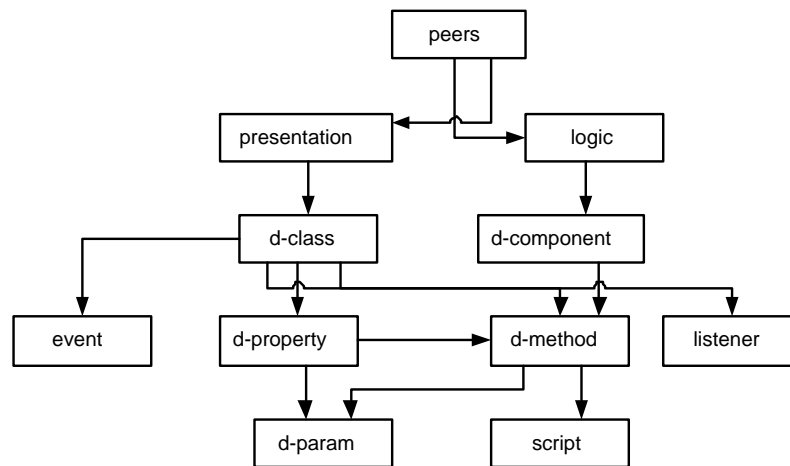 peers
presentation
logic
d-class
d-component
event
d-property
d-method
listener
d-param
script